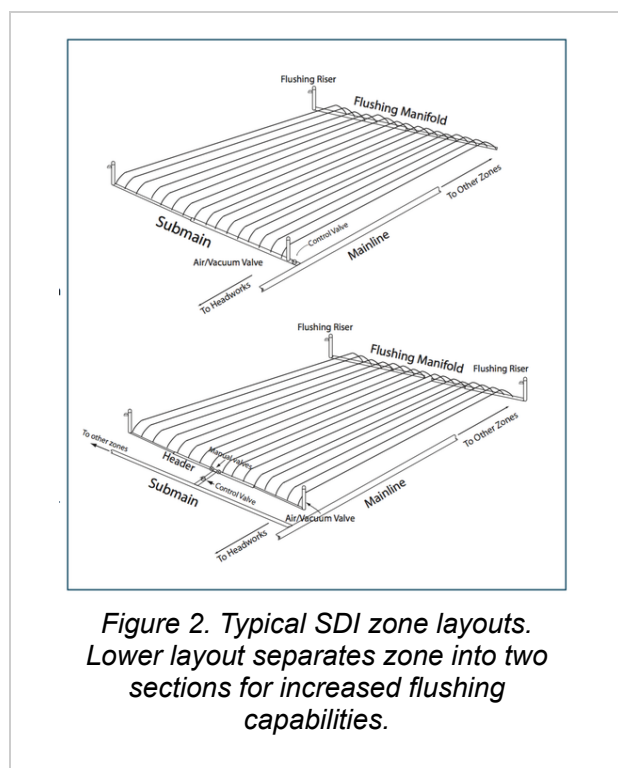 Flushing Riser
Flushing Manifold
To Other Zones
Submain
Control Valve
Mainline
Air/Vacuum Valve
To Headworks
Flushing Riser
Flushing Manifold
Flushing Riser
To Other Zones
To other zones
Header
Manual valves
Control Valve
Submain
Mainline
Air/Vacuum Valve
To Headworks
Figure 2. Typical SDI zone layouts.
Lower layout separates zone into two
sections for increased flushing
capabilities.